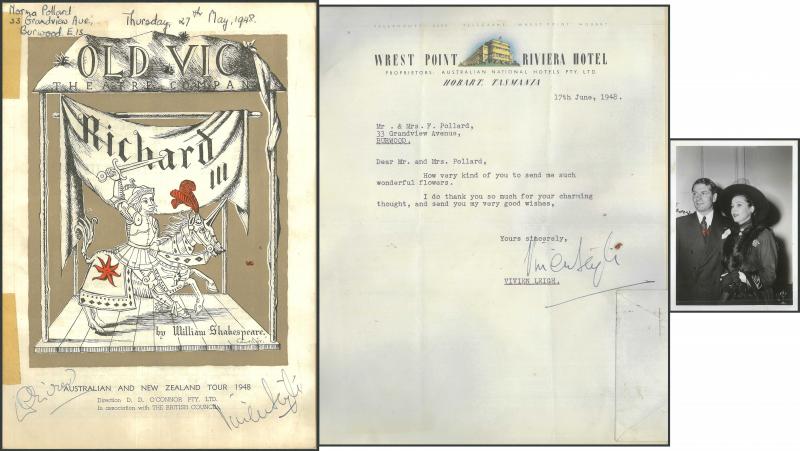 Norma Pollard
33 Grandview Ave.,
Burwood. E.13.
Thursday, 27th May, 1948.
OLD VIC
THEATRE COMPANY
Richard
III
by William Shakespeare.
AUSTRALIAN AND NEW ZEALAND TOUR 1948
Direction D. D. O'CONNOR PTY. LTD.
In association with THE BRITISH COUNCIL
Vivien Leigh
WREST POINT RIVIERA HOTEL
PROPRIETORS: AUSTRALIAN NATIONAL HOTELS PTY. LTD.
HOBART, TASMANIA
17th June, 1948.
Mr . & Mrs. F. Pollard,
33 Grandview Avenue,
BURWOOD.
Dear Mr. and Mrs. Pollard,
How very kind of you to send me such
wonderful flowers.
I do thank you so much for your charming
thought, and send you my very good wishes,
Yours sincerely,
Vivien Leigh
VIVIEN LEIGH.